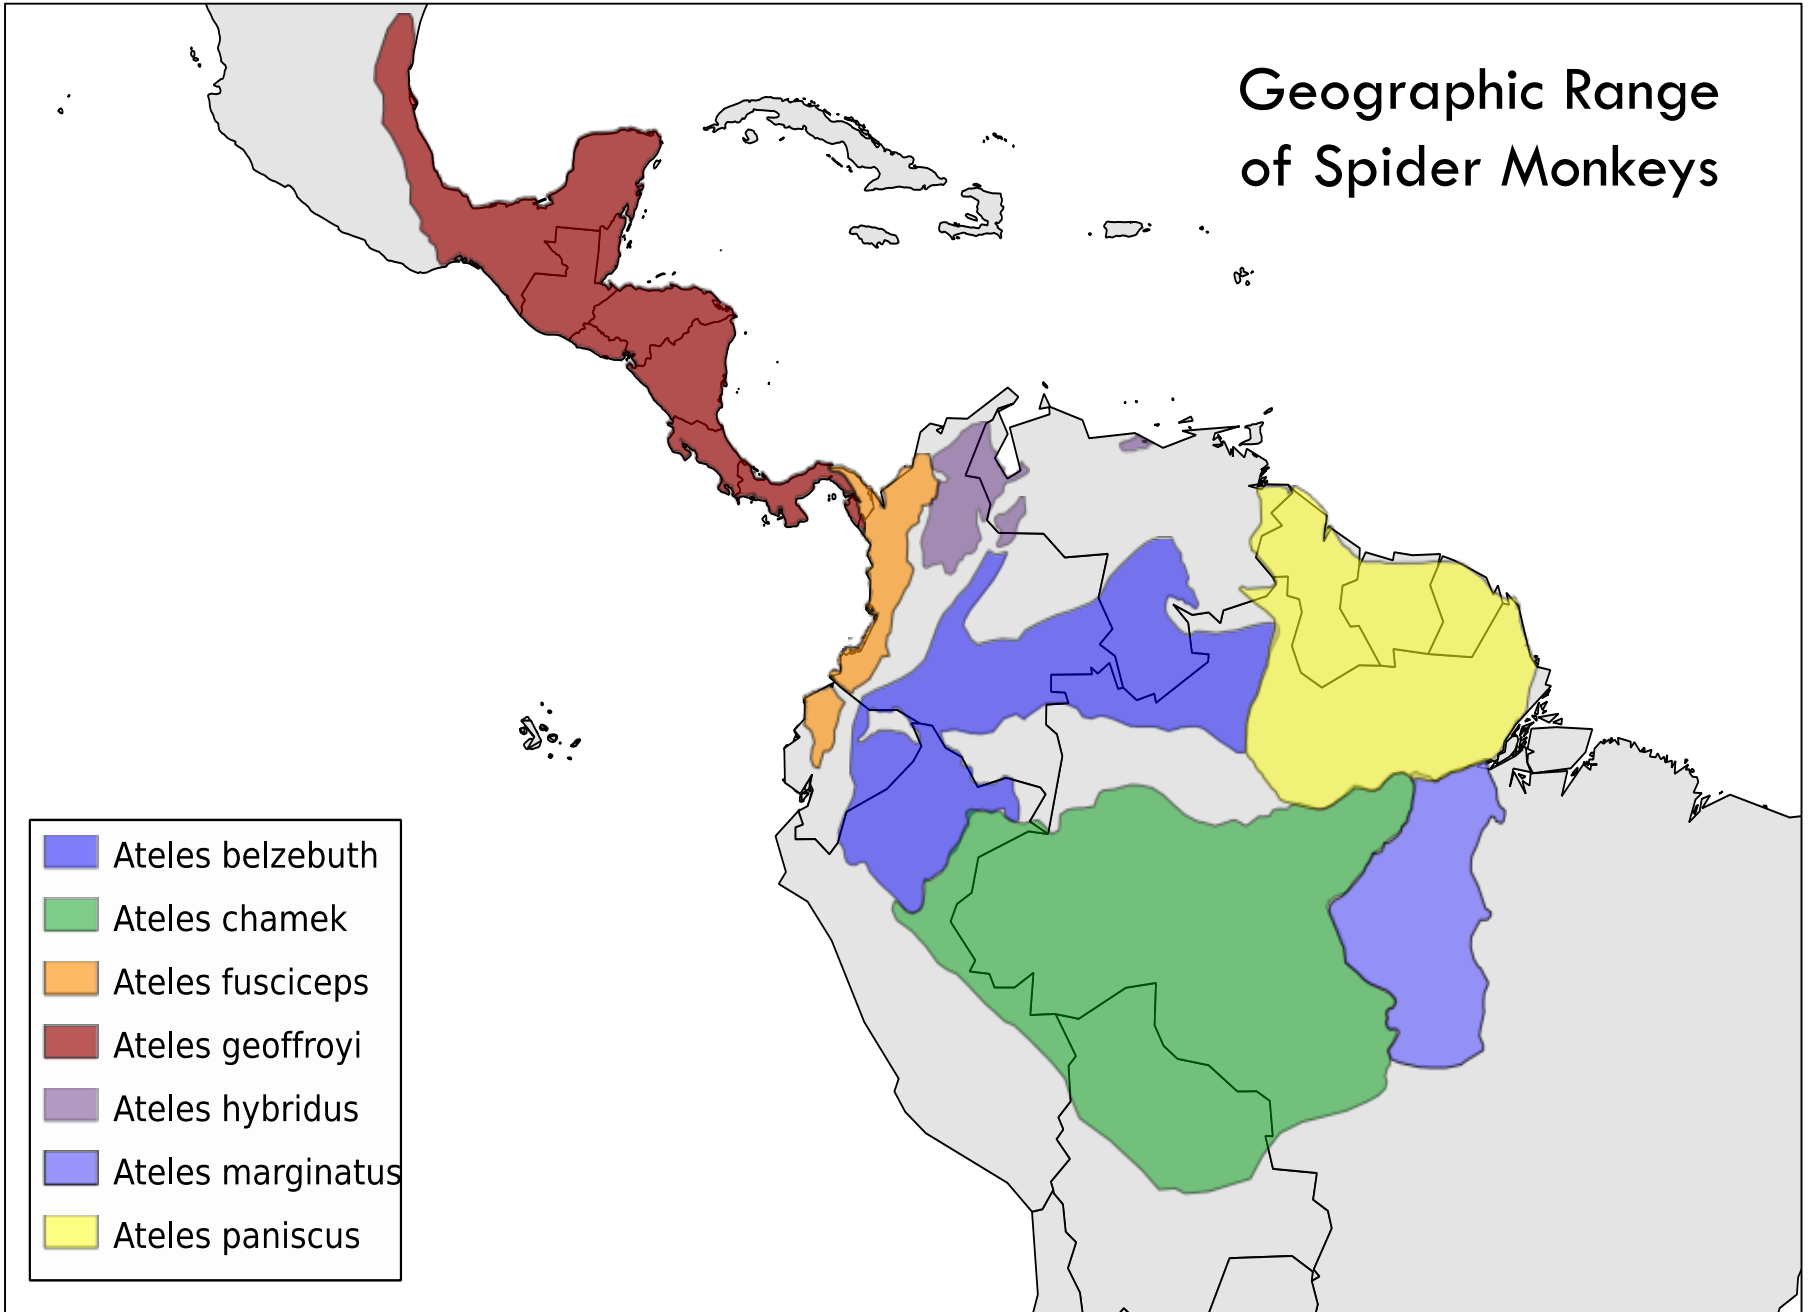 Geographic Range
of Spider Monkeys
Ateles belzebuth
Ateles chamek
Ateles fusciceps
Ateles geoffroyi
Ateles hybridus
Ateles marginatus
Ateles paniscus